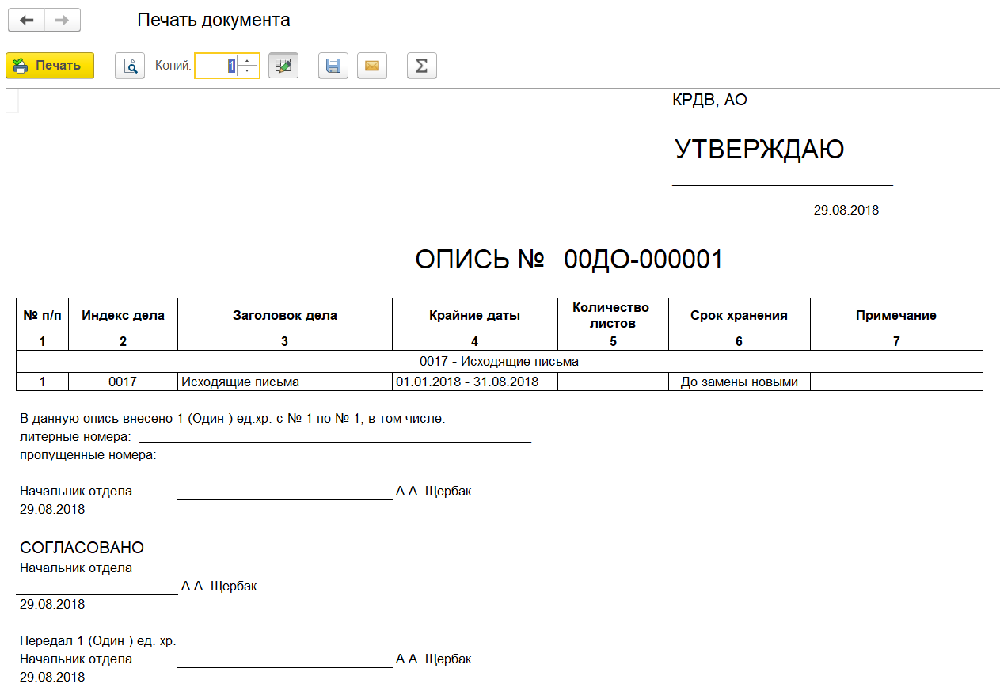 Печать документа
Печать
Копий: 1
Σ
КРДВ, АО
УТВЕРЖДАЮ
29.08.2018
ОПИСЬ № 00ДО-000001
№ п/п Индекс дела Заголовок дела Крайние даты Количество листов Срок хранения Примечание
1 2 3 4 5 6 7
0017 - Исходящие письма
1 0017 Исходящие письма 01.01.2018 - 31.08.2018 До замены новыми
В данную опись внесено 1 (Один ) ед.хр. с № 1 по № 1, в том числе:
литерные номера:
пропущенные номера:
Начальник отдела А.А. Щербак
29.08.2018
СОГЛАСОВАНО
Начальник отдела
А.А. Щербак
29.08.2018
Передал 1 (Один ) ед. хр.
Начальник отдела А.А. Щербак
29.08.2018